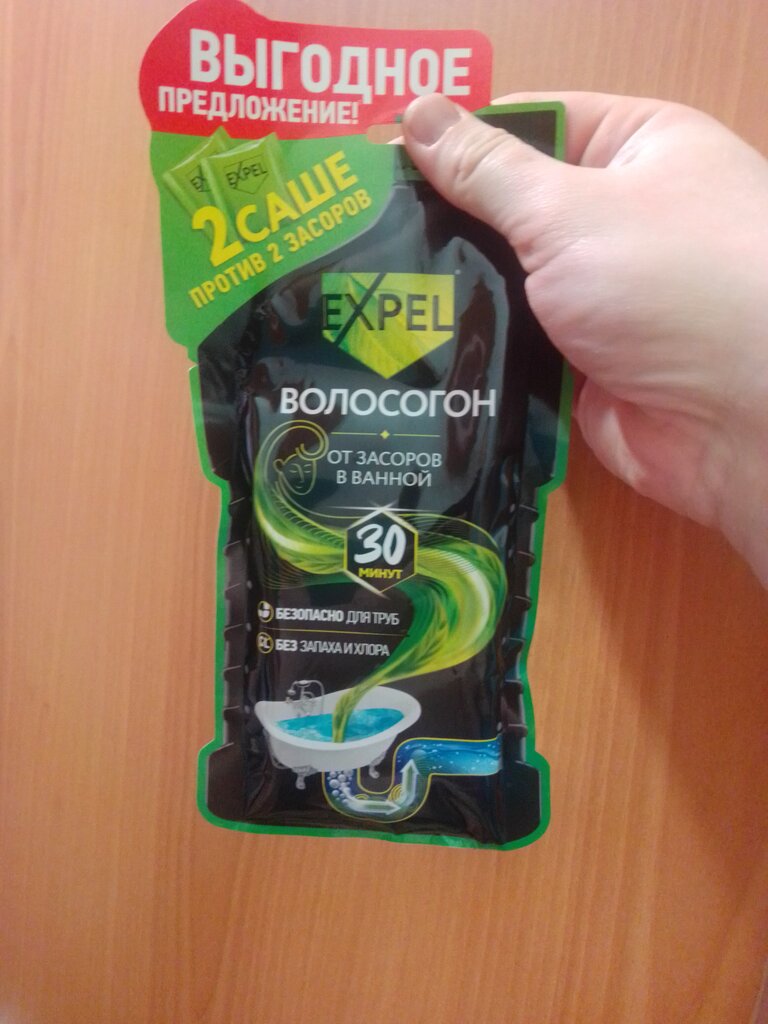 ВЫГОДНОЕ
ПРЕДЛОЖЕНИЕ!
EXPEL
2 САШЕ
ПРОТИВ 2 ЗАСОРОВ
EXPEL
ВОЛОСОГОН
ОТ ЗАСОРОВ
В ВАННОЙ
30
МИНУТ
БЕЗОПАСНО ДЛЯ ТРУБ
БЕЗ ЗАПАХА И ХЛОРА